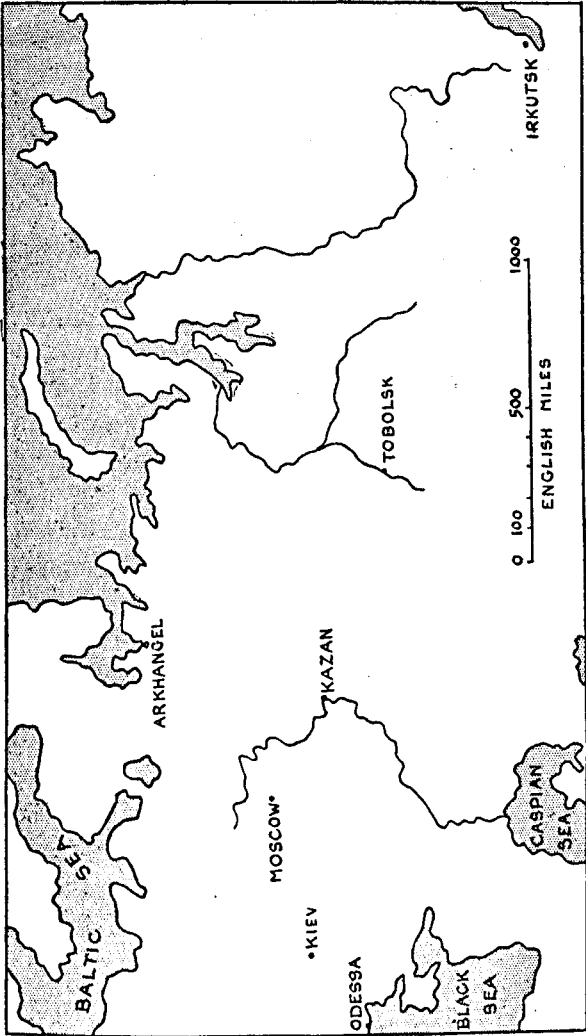 BALTIC
SEA
ARKHANGEL
MOSCOW
KIEV
ODESSA
BLACK
SEA
KAZAN
CASPIAN
SEA
TOBOLSK
0 100 500 1000
ENGLISH MILES
IRKUTSK